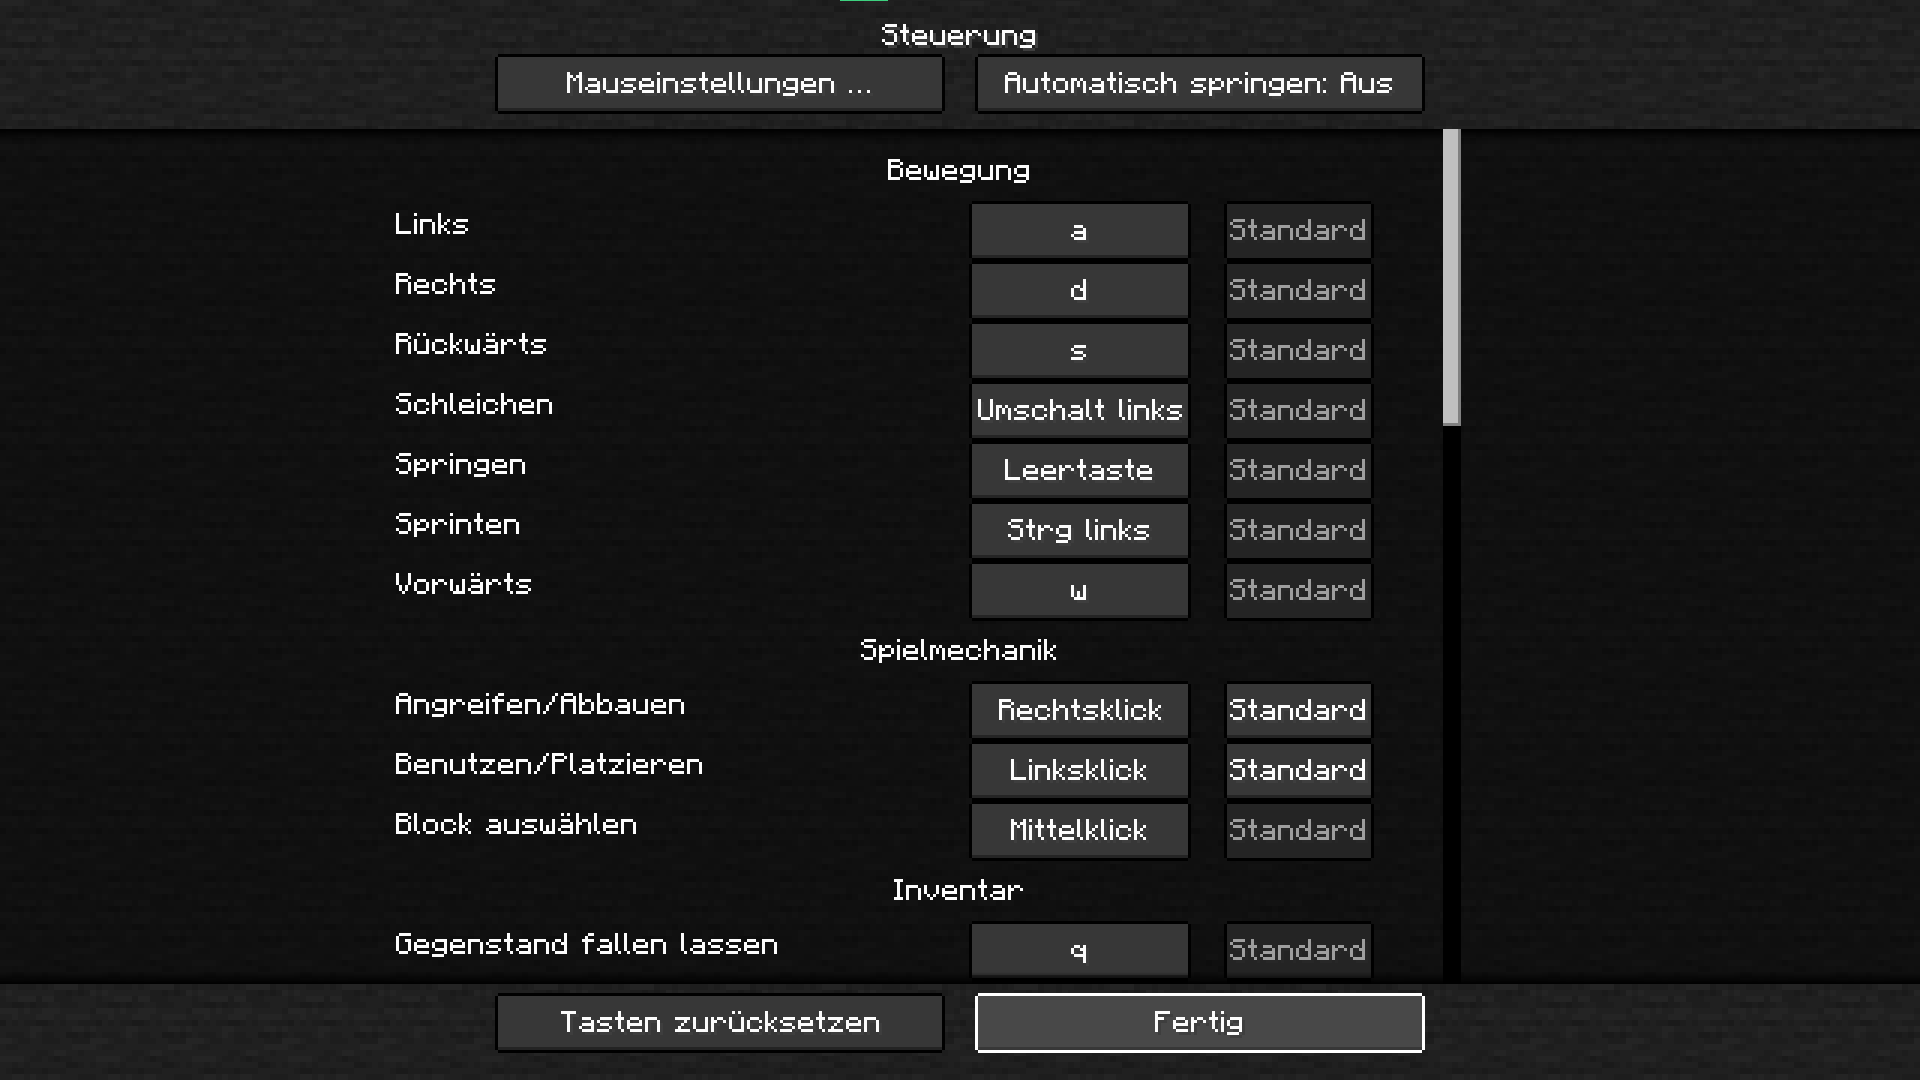 Steuerung
Mauseinstellungen ... Automatisch springen: Aus
Bewegung
Links a Standard
Rechts d Standard
Rückwärts s Standard
Schleichen Umschalt links Standard
Springen Leertaste Standard
Sprinten Strg links Standard
Vorwärts w Standard
Spielmechanik
Angreifen/Abbauen Rechtsklick Standard
Benutzen/Platzieren Linksklick Standard
Block auswählen Mittelklick Standard
Inventar
Gegenstand fallen lassen q Standard
Tasten zurücksetzen Fertig